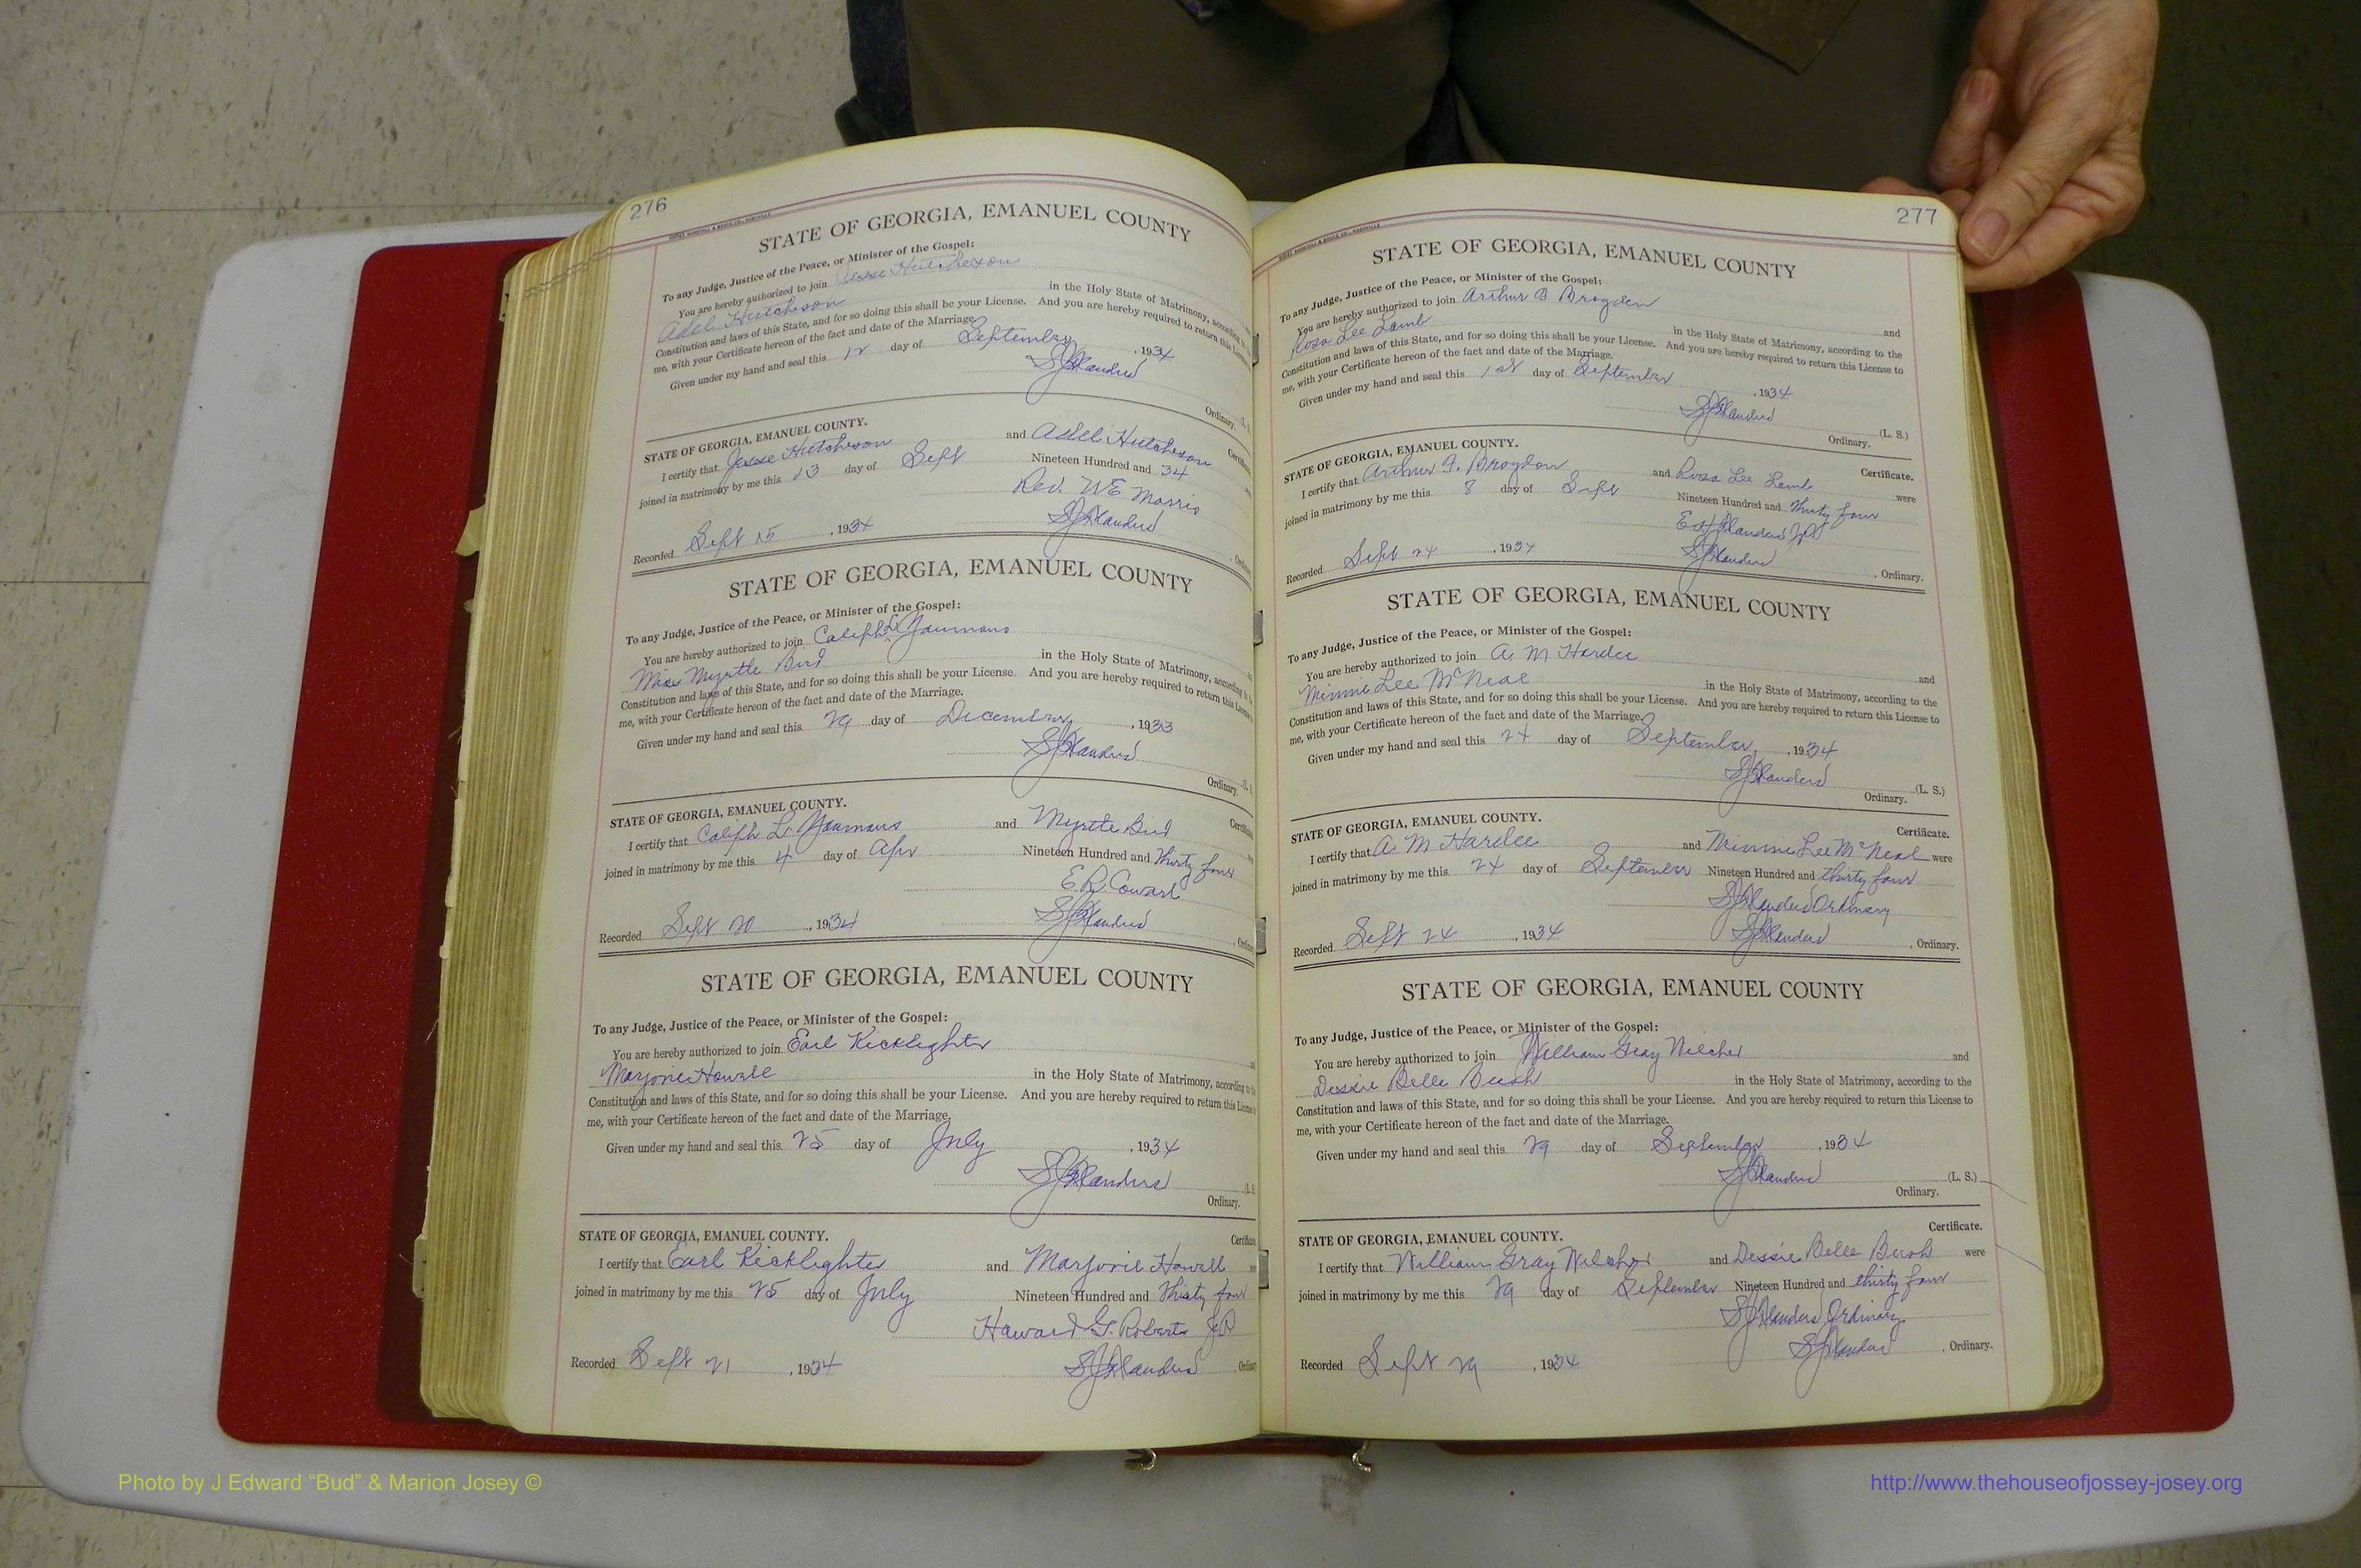 276
STATE OF GEORGIA, EMANUEL COUNTY
To any Judge, Justice of the Peace, or Minister of the Gospel:
You are hereby authorized to join Jesse Hutcheson
Adel Hutcheson in the Holy State of Matrimony, according
Constitution and laws of this State, and for so doing this shall be your License. And you are hereby required to return this License
me, with your Certificate hereon of the fact and date of the Marriage.
Given under my hand and seal this 12 day of September, 1934
Ordinary.
STATE OF GEORGIA, EMANUEL COUNTY.
I certify that Jesse Hutcheson and Adel Hutcheson
joined in matrimony by me this 13 day of Sept Nineteen Hundred and 34
Rev. W E Morris
Recorded Sept 15, 1934
STATE OF GEORGIA, EMANUEL COUNTY
To any Judge, Justice of the Peace, or Minister of the Gospel:
You are hereby authorized to join Caliph L Youmans
Miss Myrtle Bird in the Holy State of Matrimony, according to
Constitution and laws of this State, and for so doing this shall be your License. And you are hereby required to return this License
me, with your Certificate hereon of the fact and date of the Marriage.
Given under my hand and seal this 29 day of December, 1933
Ordinary.
STATE OF GEORGIA, EMANUEL COUNTY.
I certify that Caliph L. Youmans and Myrtle Bird
joined in matrimony by me this 4 day of Apr Nineteen Hundred and thirty four
E. R. Cowart
Recorded Sept 20, 1934
STATE OF GEORGIA, EMANUEL COUNTY
To any Judge, Justice of the Peace, or Minister of the Gospel:
You are hereby authorized to join Earl Kicklighter
Marjorie Howell in the Holy State of Matrimony, according to
Constitution and laws of this State, and for so doing this shall be your License. And you are hereby required to return this License
me, with your Certificate hereon of the fact and date of the Marriage.
Given under my hand and seal this 25 day of July, 1934
S J Flanders
Ordinary.
STATE OF GEORGIA, EMANUEL COUNTY.
I certify that Earl Kicklighter and Marjorie Howell
joined in matrimony by me this 25 day of July Nineteen Hundred and thirty four
Howard G. Roberts J P
Recorded Sept 21, 1934 S J Flanders
277
STATE OF GEORGIA, EMANUEL COUNTY
To any Judge, Justice of the Peace, or Minister of the Gospel:
You are hereby authorized to join Arthur B Brogden and
Rosa Lee Lamb in the Holy State of Matrimony, according to the
Constitution and laws of this State, and for so doing this shall be your License. And you are hereby required to return this License to
me, with your Certificate hereon of the fact and date of the Marriage.
Given under my hand and seal this 1st day of September, 1934
(L. S.)
Ordinary.
STATE OF GEORGIA, EMANUEL COUNTY.
Certificate.
I certify that Arthur Brogdon and Rosa Lee Lamb were
joined in matrimony by me this 8 day of Sept Nineteen Hundred and thirty four
Recorded Sept 24, 1934 , Ordinary.
STATE OF GEORGIA, EMANUEL COUNTY
To any Judge, Justice of the Peace, or Minister of the Gospel:
You are hereby authorized to join A. M Hardee and
Minnie Lee McNeal in the Holy State of Matrimony, according to the
Constitution and laws of this State, and for so doing this shall be your License. And you are hereby required to return this License to
me, with your Certificate hereon of the fact and date of the Marriage.
Given under my hand and seal this 24 day of September, 1934
S J Flanders (L. S.)
Ordinary.
STATE OF GEORGIA, EMANUEL COUNTY.
Certificate.
I certify that A. M Hardee and Minnie Lee McNeal were
joined in matrimony by me this 24 day of September Nineteen Hundred and thirty four
S J Flanders Ordinary
Recorded Sept 24, 1934 S J Flanders, Ordinary.
STATE OF GEORGIA, EMANUEL COUNTY
To any Judge, Justice of the Peace, or Minister of the Gospel:
You are hereby authorized to join William Gray Wilcher and
Dessie Belle Bush in the Holy State of Matrimony, according to the
Constitution and laws of this State, and for so doing this shall be your License. And you are hereby required to return this License to
me, with your Certificate hereon of the fact and date of the Marriage.
Given under my hand and seal this 29 day of September, 1934
S J Flanders (L. S.)
Ordinary.
STATE OF GEORGIA, EMANUEL COUNTY.
Certificate.
I certify that William Gray Wilcher and Dessie Belle Bush were
joined in matrimony by me this 29 day of September Nineteen Hundred and thirty four
S J Flanders Ordinary
Recorded Sept 29, 1934 S J Flanders, Ordinary.
Photo by J Edward “Bud” & Marion Josey ©
http://www.thehouseofjossey-josey.org